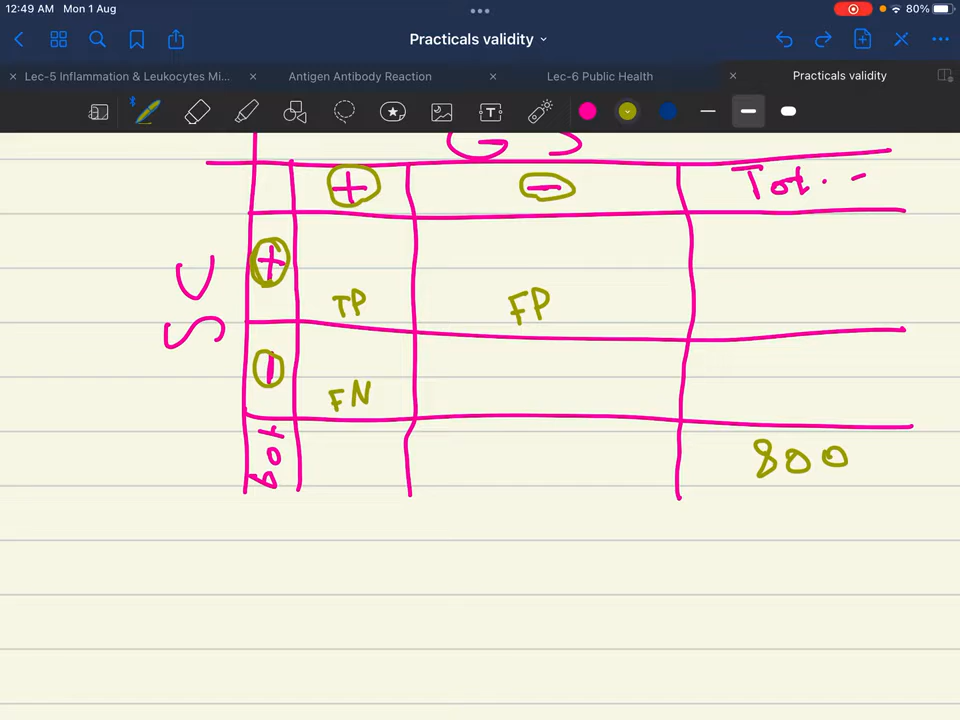 12:49 AM Mon 1 Aug
80%
Practicals validity
Lec-5 Inflammation & Leukocytes Mi...
Antigen Antibody Reaction
Lec-6 Public Health
Practicals validity
+ - Tot.
SC
+
TP FP
FN
tot 800